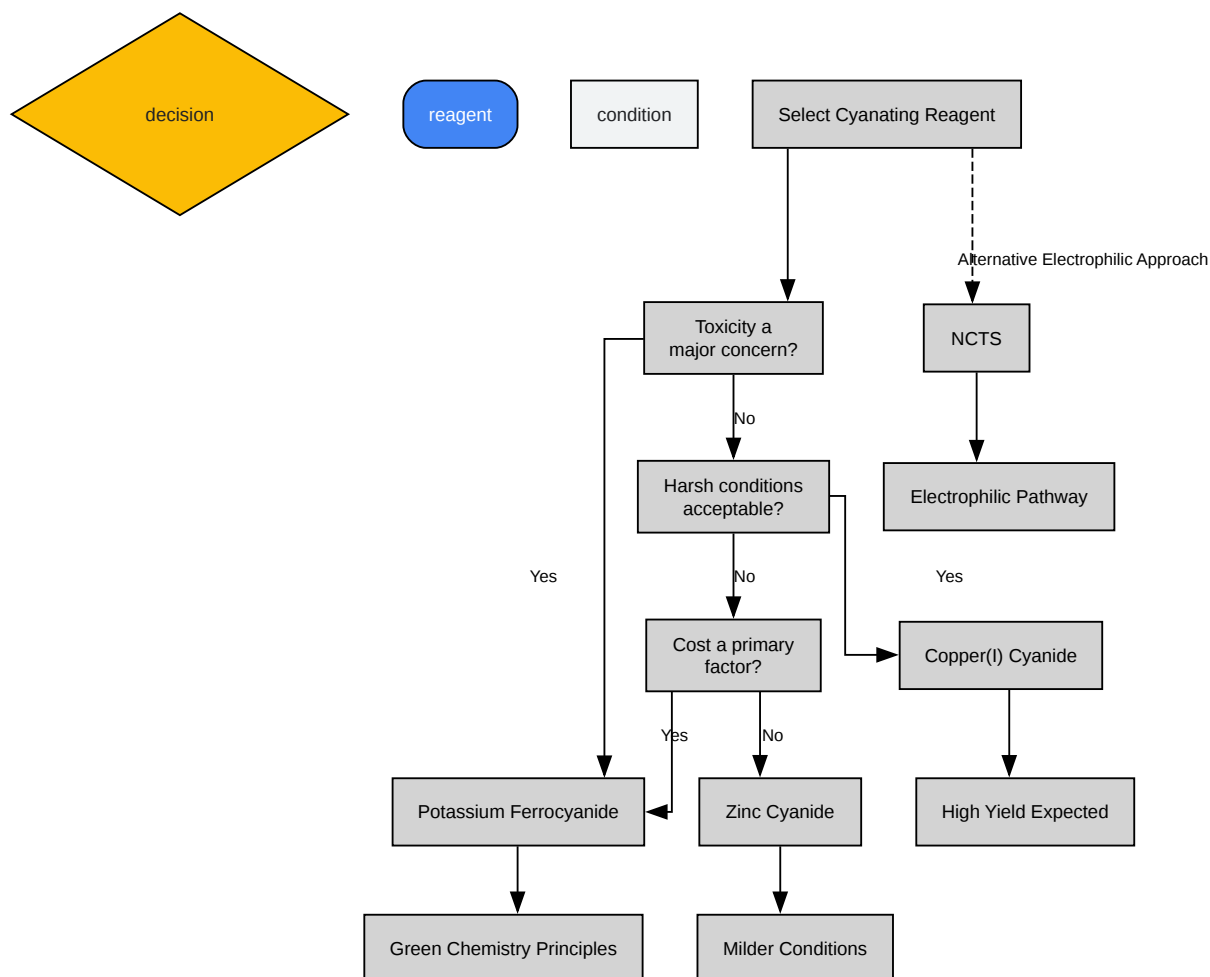 decision
reagent
condition
Select Cyanating Reagent
Alternative Electrophilic Approach
Toxicity a
major concern?
NCTS
No
Harsh conditions
acceptable?
Electrophilic Pathway
Yes
No
Yes
Cost a primary
factor?
Copper(I) Cyanide
Yes
No
Potassium Ferrocyanide
Zinc Cyanide
High Yield Expected
Green Chemistry Principles
Milder Conditions